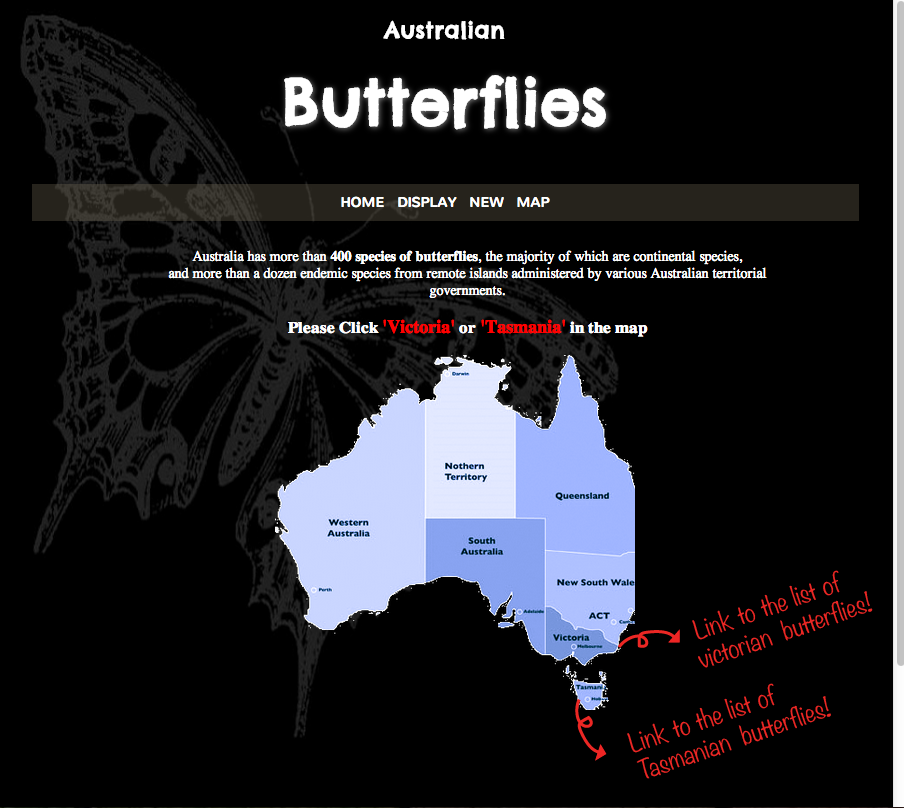 Australian
Butterflies
HOME DISPLAY NEW MAP
Australia has more than 400 species of butterflies, the majority of which are continental species,
and more than a dozen endemic species from remote islands administered by various Australian territorial
governments.
Please Click 'Victoria' or 'Tasmania' in the map
Darwin
Nothern
Territory
Queensland
Western
Australia
South
Australia
New South Wale
Perth
Adelaide
ACT
Victoria
Melbourne
Tasmani
Link to the list of
victorian butterflies!
Link to the list of
Tasmanian butterflies!